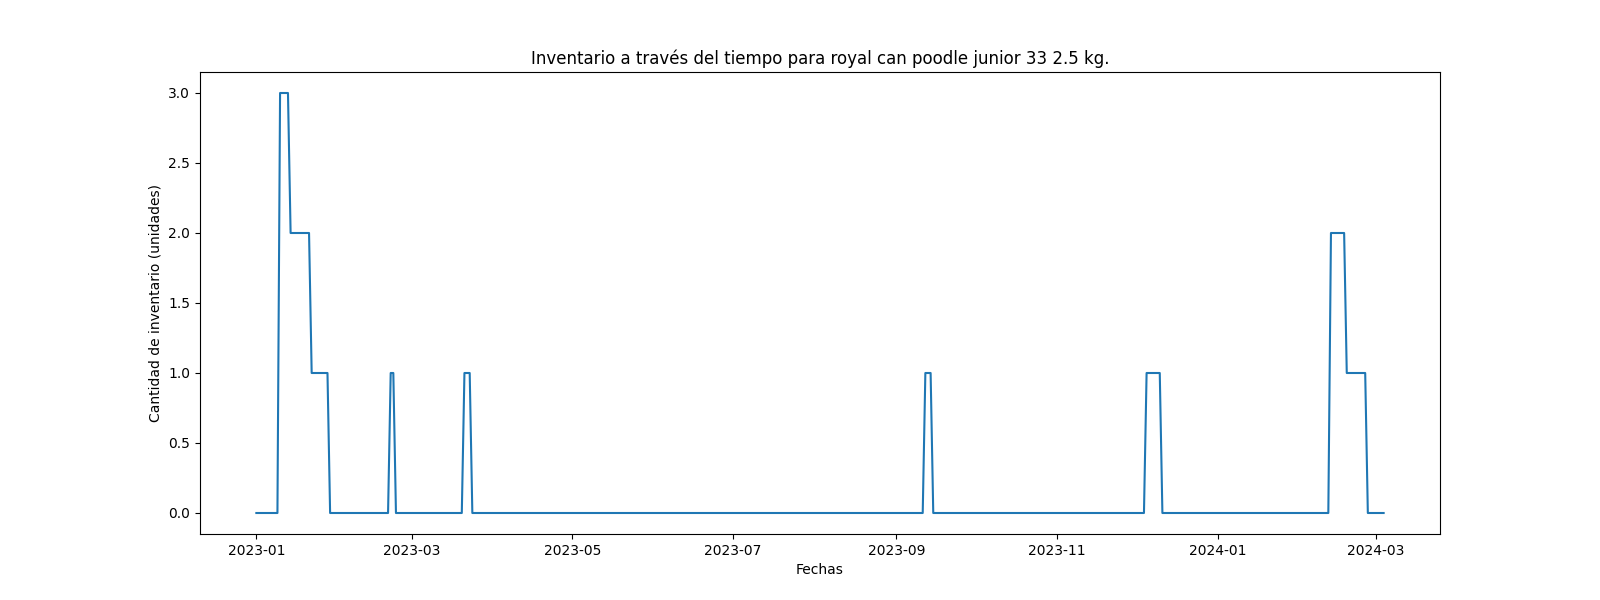 Inventario a través del tiempo para royal can poodle junior 33 2.5 kg.
Cantidad de inventario (unidades)
3.0
2.5
2.0
1.5
1.0
0.5
0.0
2023-01 2023-03 2023-05 2023-07 2023-09 2023-11 2024-01 2024-03
Fechas